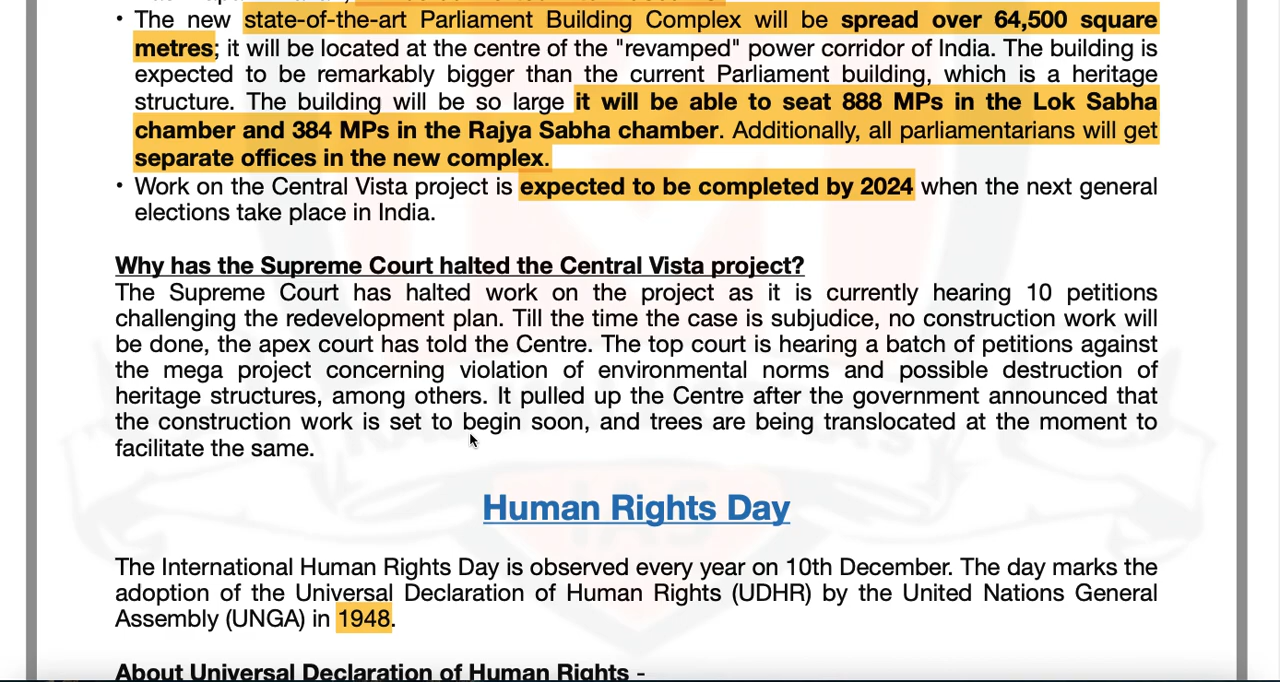 • The new state-of-the-art Parliament Building Complex will be spread over 64,500 square
metres; it will be located at the centre of the "revamped" power corridor of India. The building is
expected to be remarkably bigger than the current Parliament building, which is a heritage
structure. The building will be so large it will be able to seat 888 MPs in the Lok Sabha
chamber and 384 MPs in the Rajya Sabha chamber. Additionally, all parliamentarians will get
separate offices in the new complex.
• Work on the Central Vista project is expected to be completed by 2024 when the next general
elections take place in India.
Why has the Supreme Court halted the Central Vista project?
The Supreme Court has halted work on the project as it is currently hearing 10 petitions
challenging the redevelopment plan. Till the time the case is subjudice, no construction work will
be done, the apex court has told the Centre. The top court is hearing a batch of petitions against
the mega project concerning violation of environmental norms and possible destruction of
heritage structures, among others. It pulled up the Centre after the government announced that
the construction work is set to begin soon, and trees are being translocated at the moment to
facilitate the same.
Human Rights Day
The International Human Rights Day is observed every year on 10th December. The day marks the
adoption of the Universal Declaration of Human Rights (UDHR) by the United Nations General
Assembly (UNGA) in 1948.
About Universal Declaration of Human Rights -